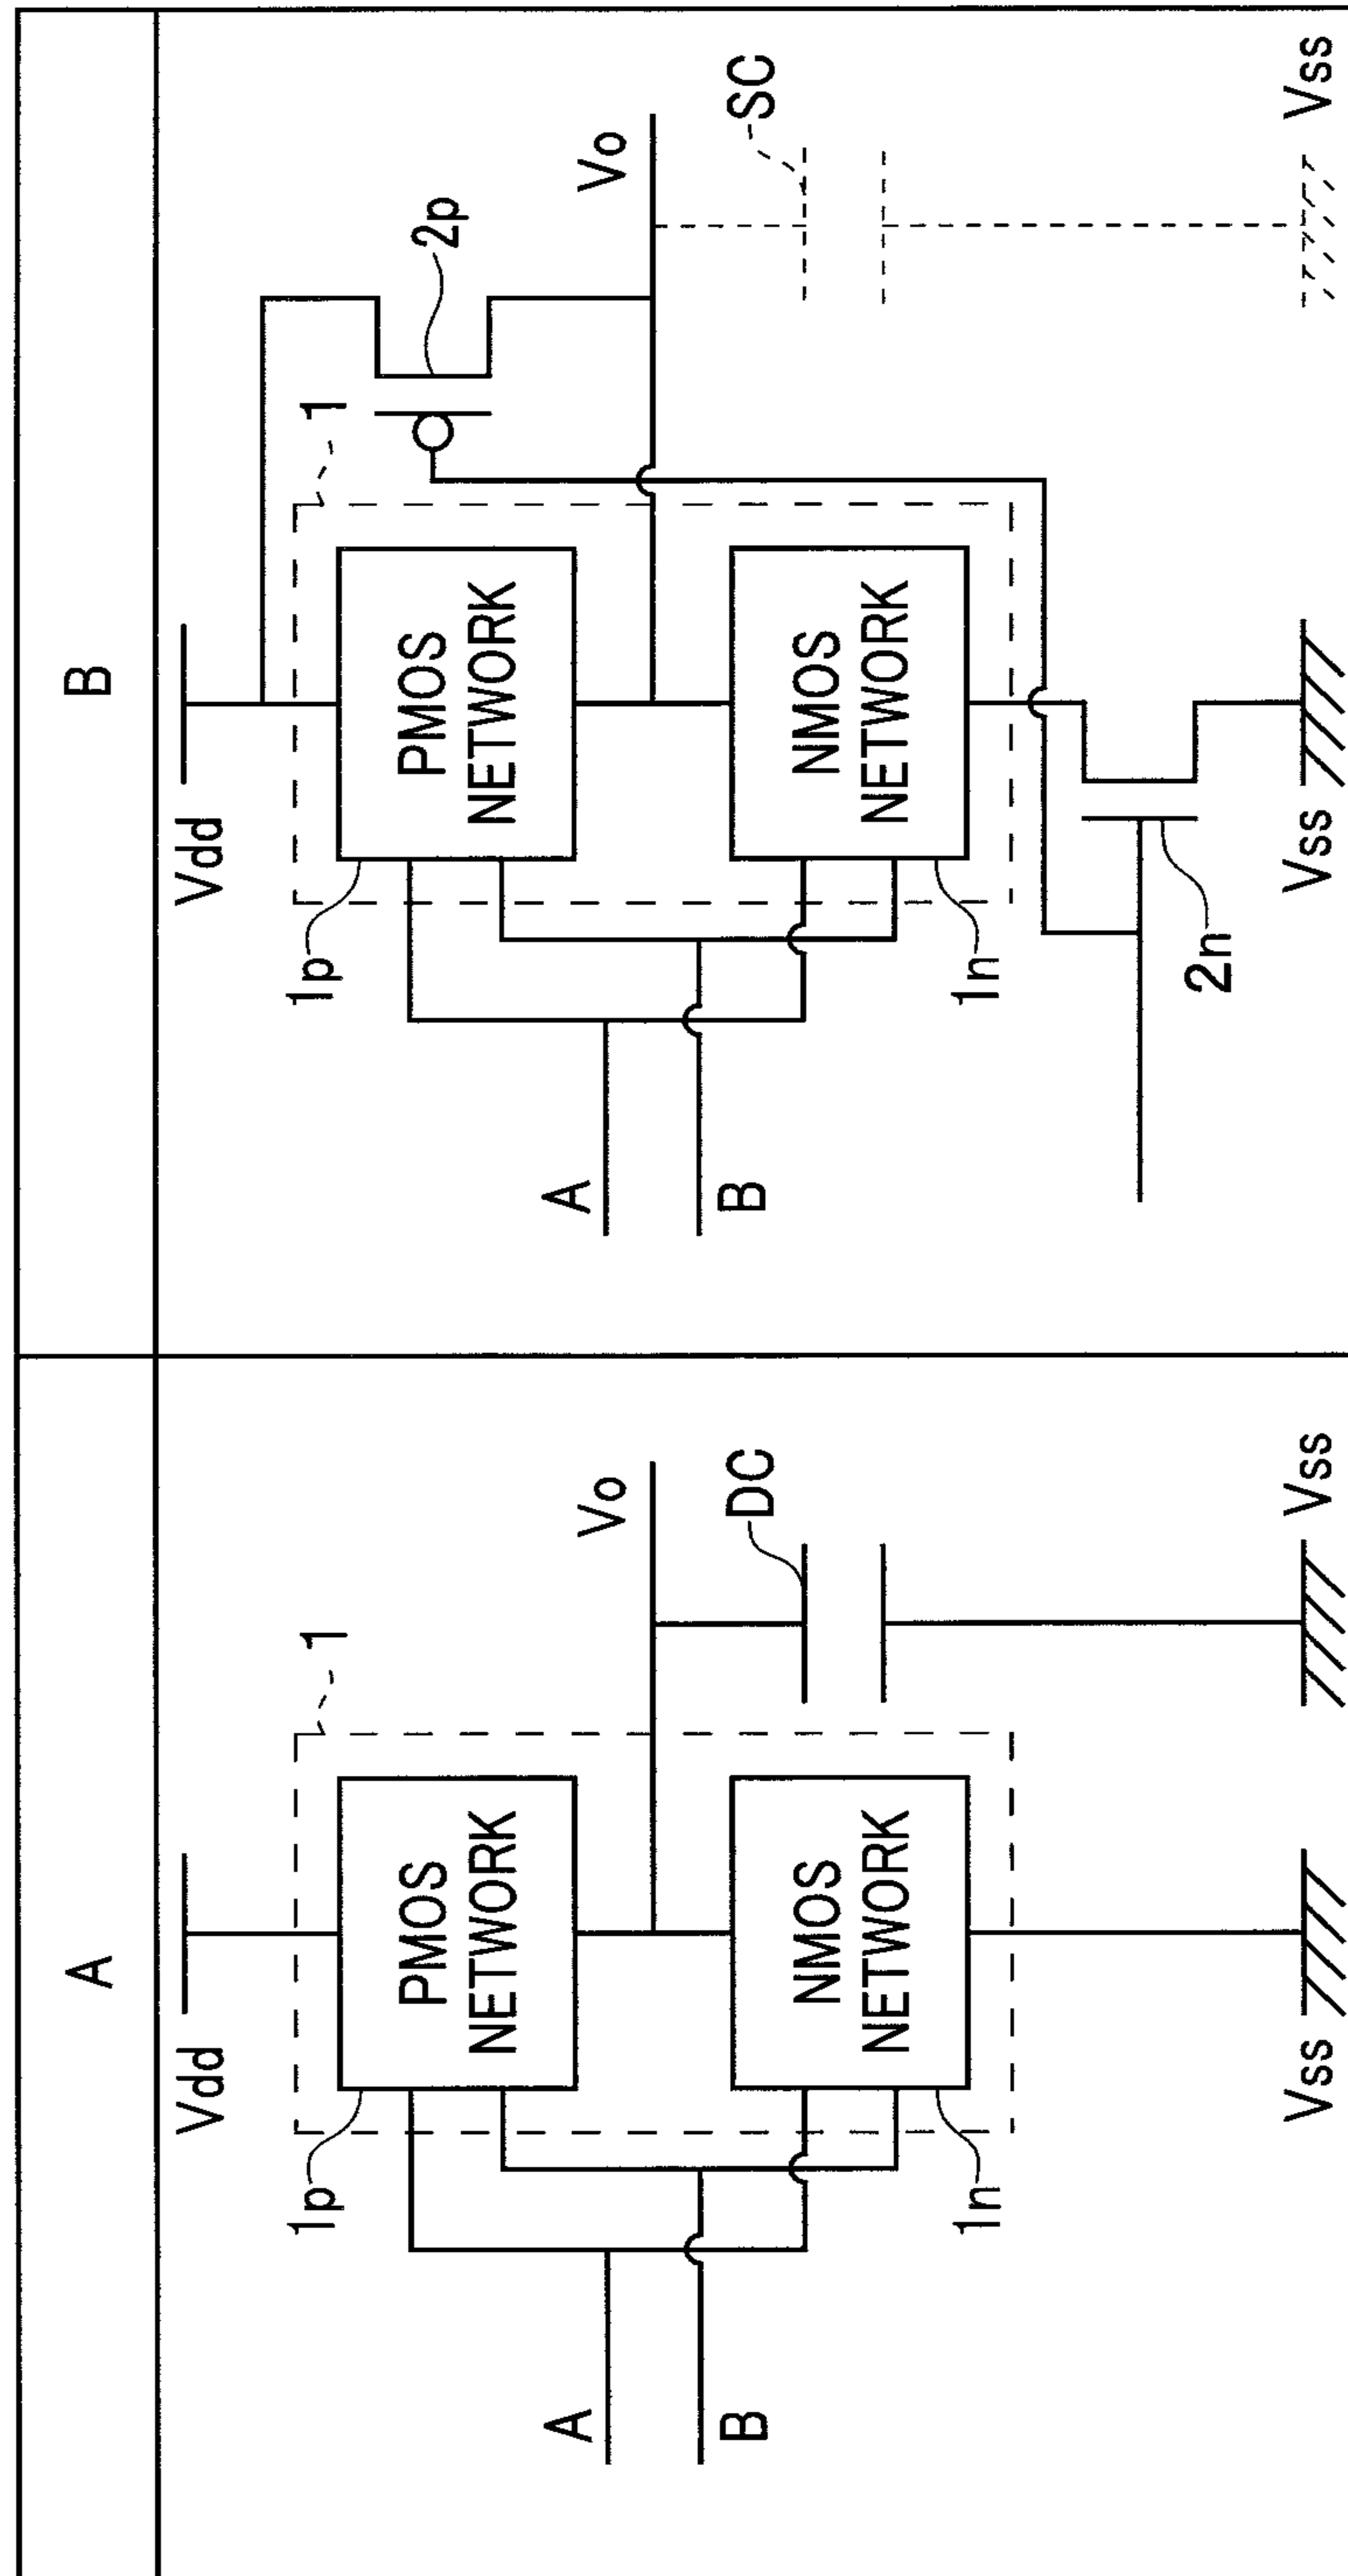 A
Vdd
1
1p
PMOS
NETWORK
Vo
A
B
DC
NMOS
NETWORK
1n
Vss
Vss
B
Vdd
1
2p
1p
PMOS
NETWORK
Vo
A
B
SC
NMOS
NETWORK
1n
2n
Vss
Vss